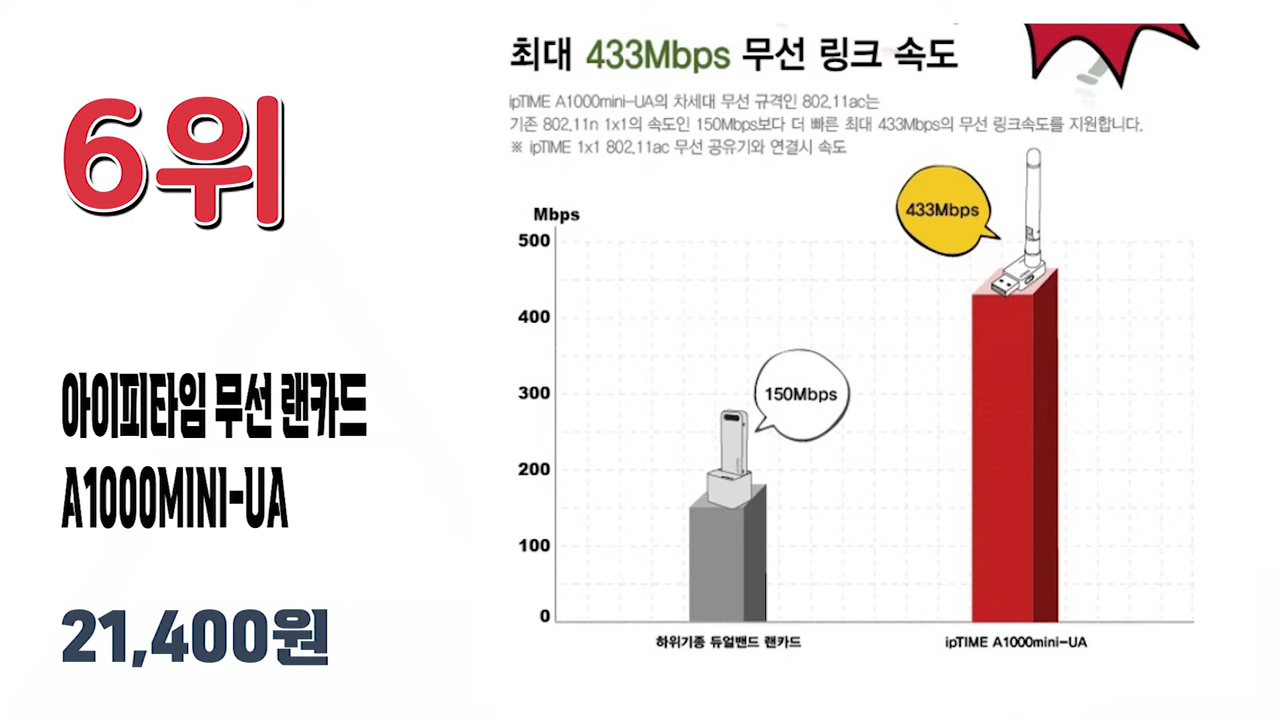 6위
아이피타임 무선 랜카드
A1000MINI-UA
21,400원
최대 433Mbps 무선 링크 속도
ipTIME A1000mini-UA의 차세대 무선 규격인 802.11ac는
기존 802.11n 1x1의 속도인 150Mbps보다 더 빠른 최대 433Mbps의 무선 링크속도를 지원합니다.
※ ipTIME 1x1 802.11ac 무선 공유기와 연결시 속도
Mbps
500
400
300
200
100
0
433Mbps
150Mbps
하위기종 듀얼밴드 랜카드
ipTIME A1000mini-UA